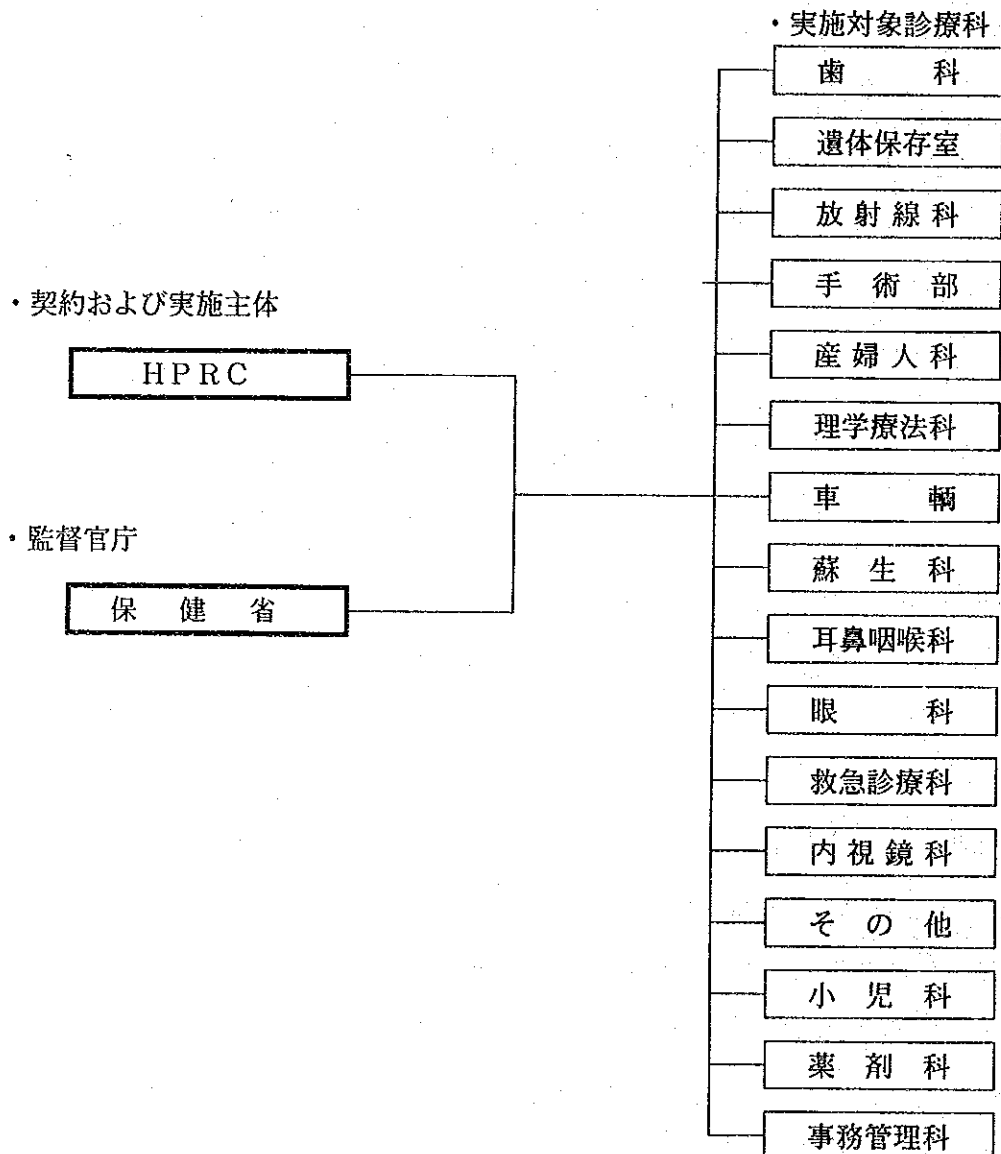 ・契約および実施主体
HPRC
・監督官庁
保健省
・実施対象診療科
歯科
遺体保存室
放射線科
手術部
産婦人科
理学療法科
車輌
蘇生科
耳鼻咽喉科
眼科
救急診療科
内視鏡科
その他
小児科
薬剤科
事務管理科